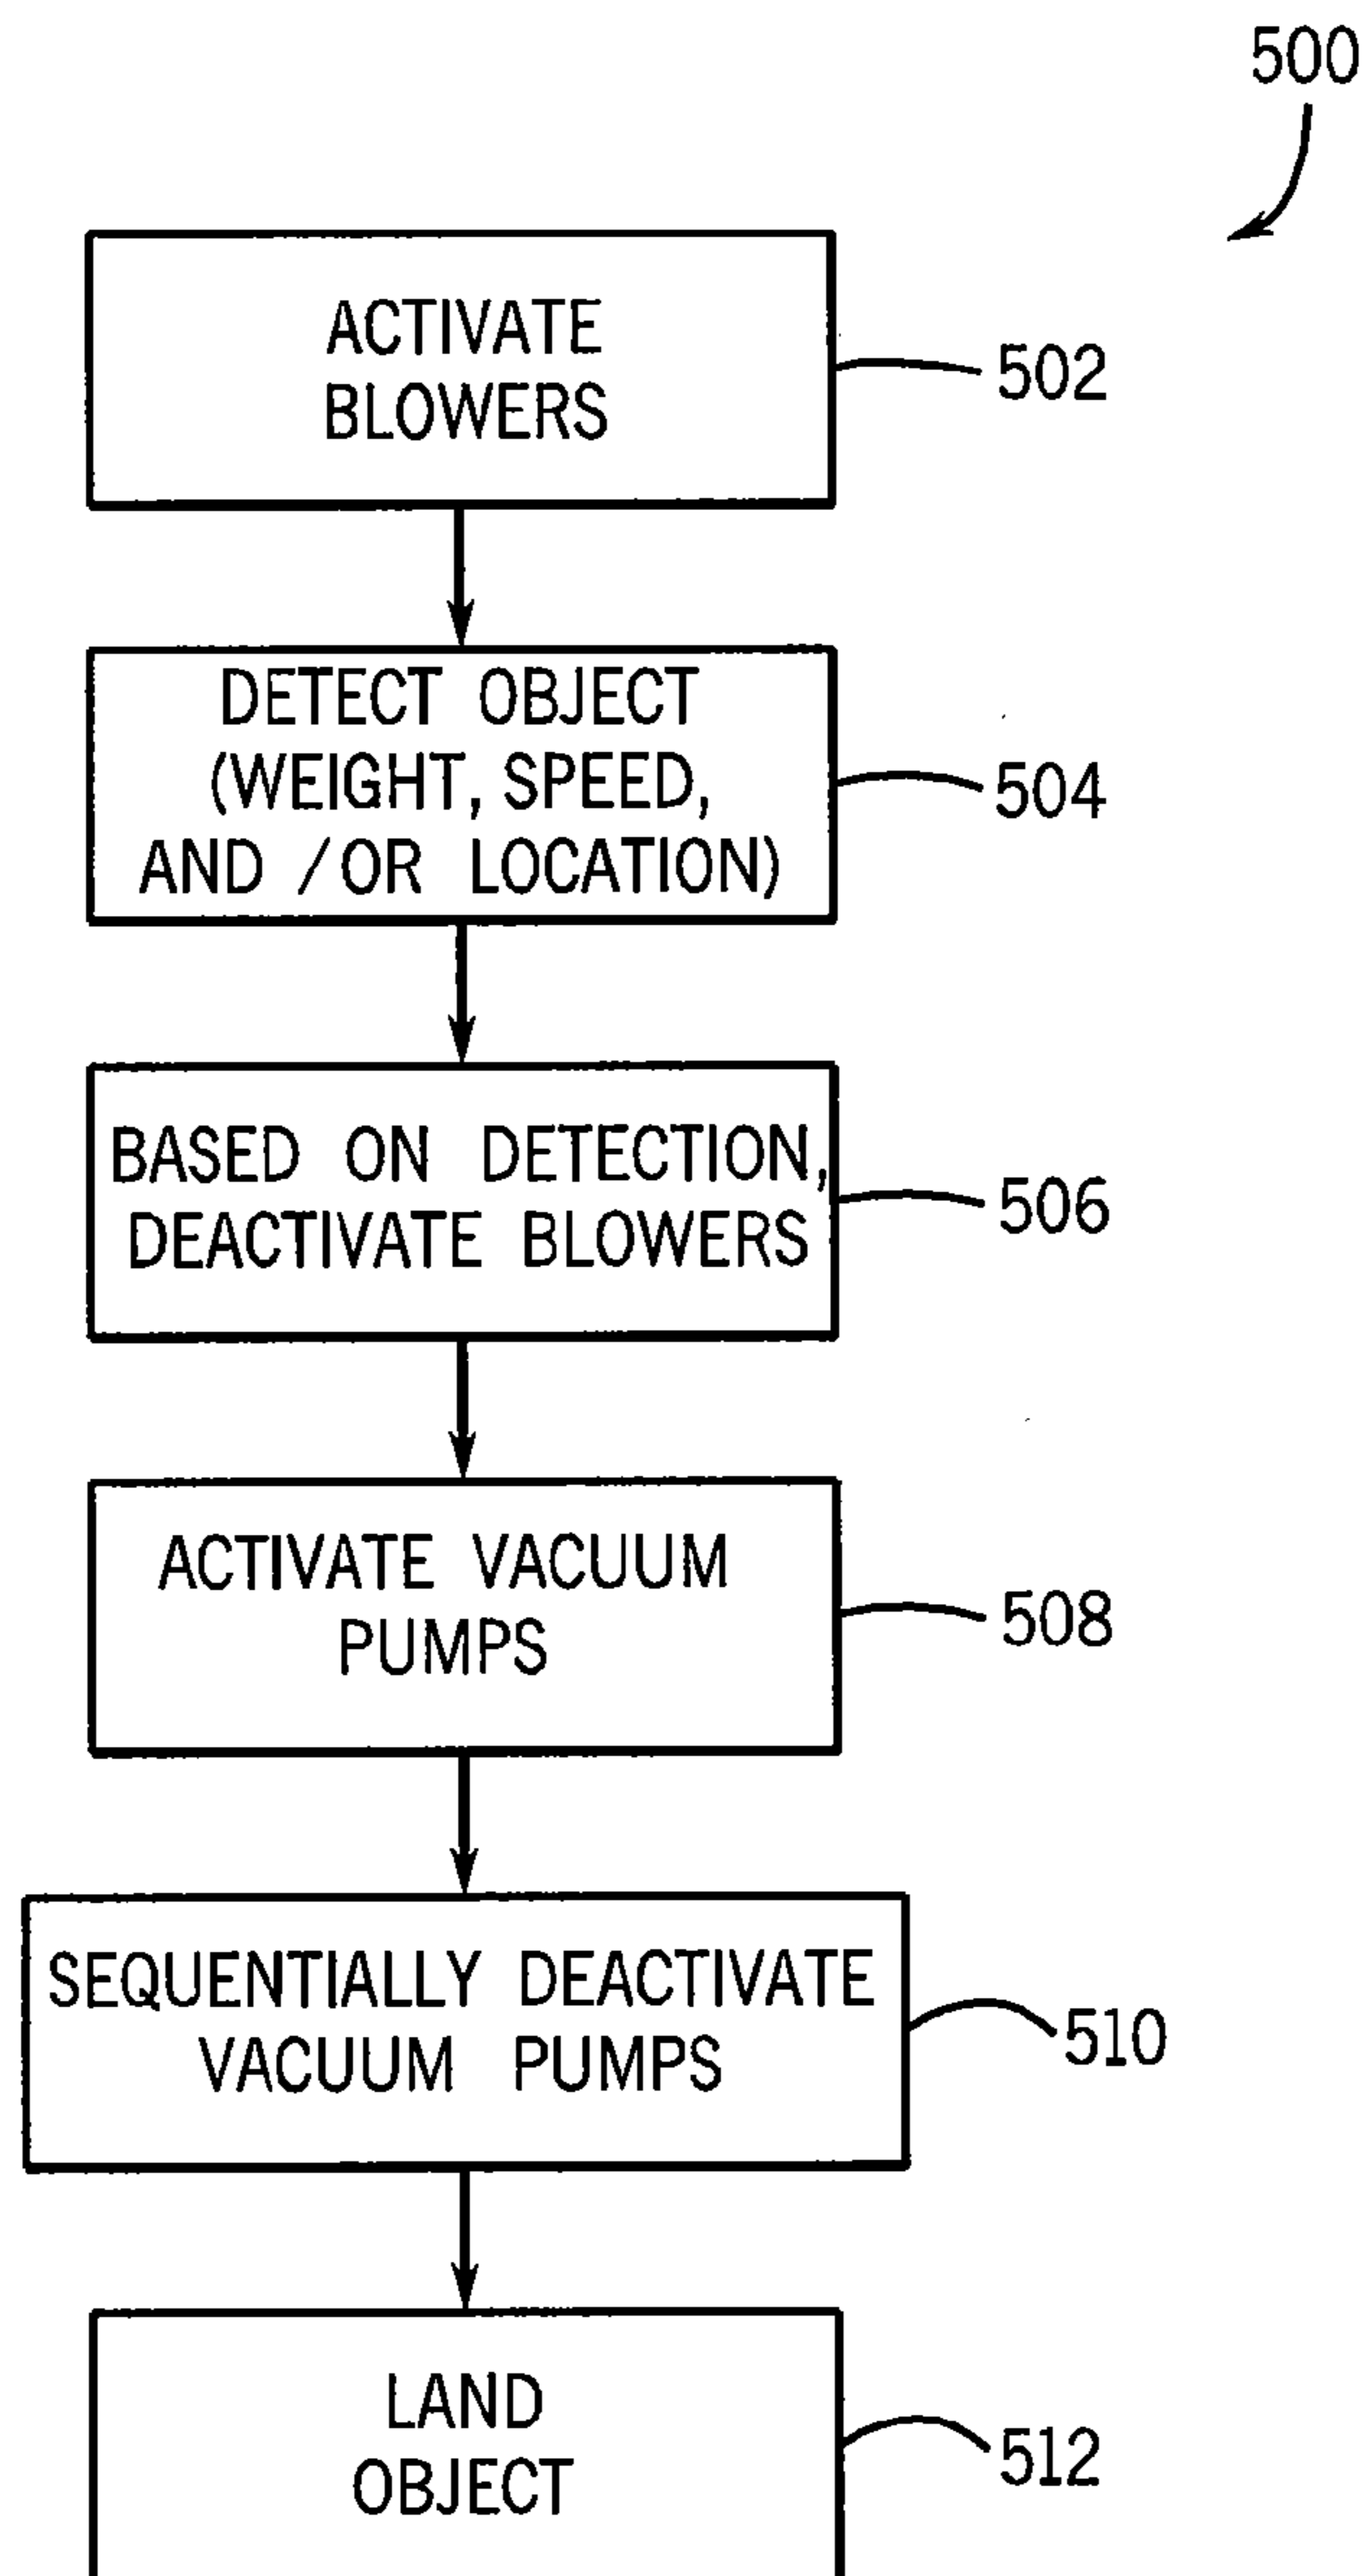 500
ACTIVATE
BLOWERS
502
DETECT OBJECT
(WEIGHT, SPEED,
AND /OR LOCATION)
504
BASED ON DETECTION,
DEACTIVATE BLOWERS
506
ACTIVATE VACUUM
PUMPS
508
SEQUENTIALLY DEACTIVATE
VACUUM PUMPS
510
LAND
OBJECT
512